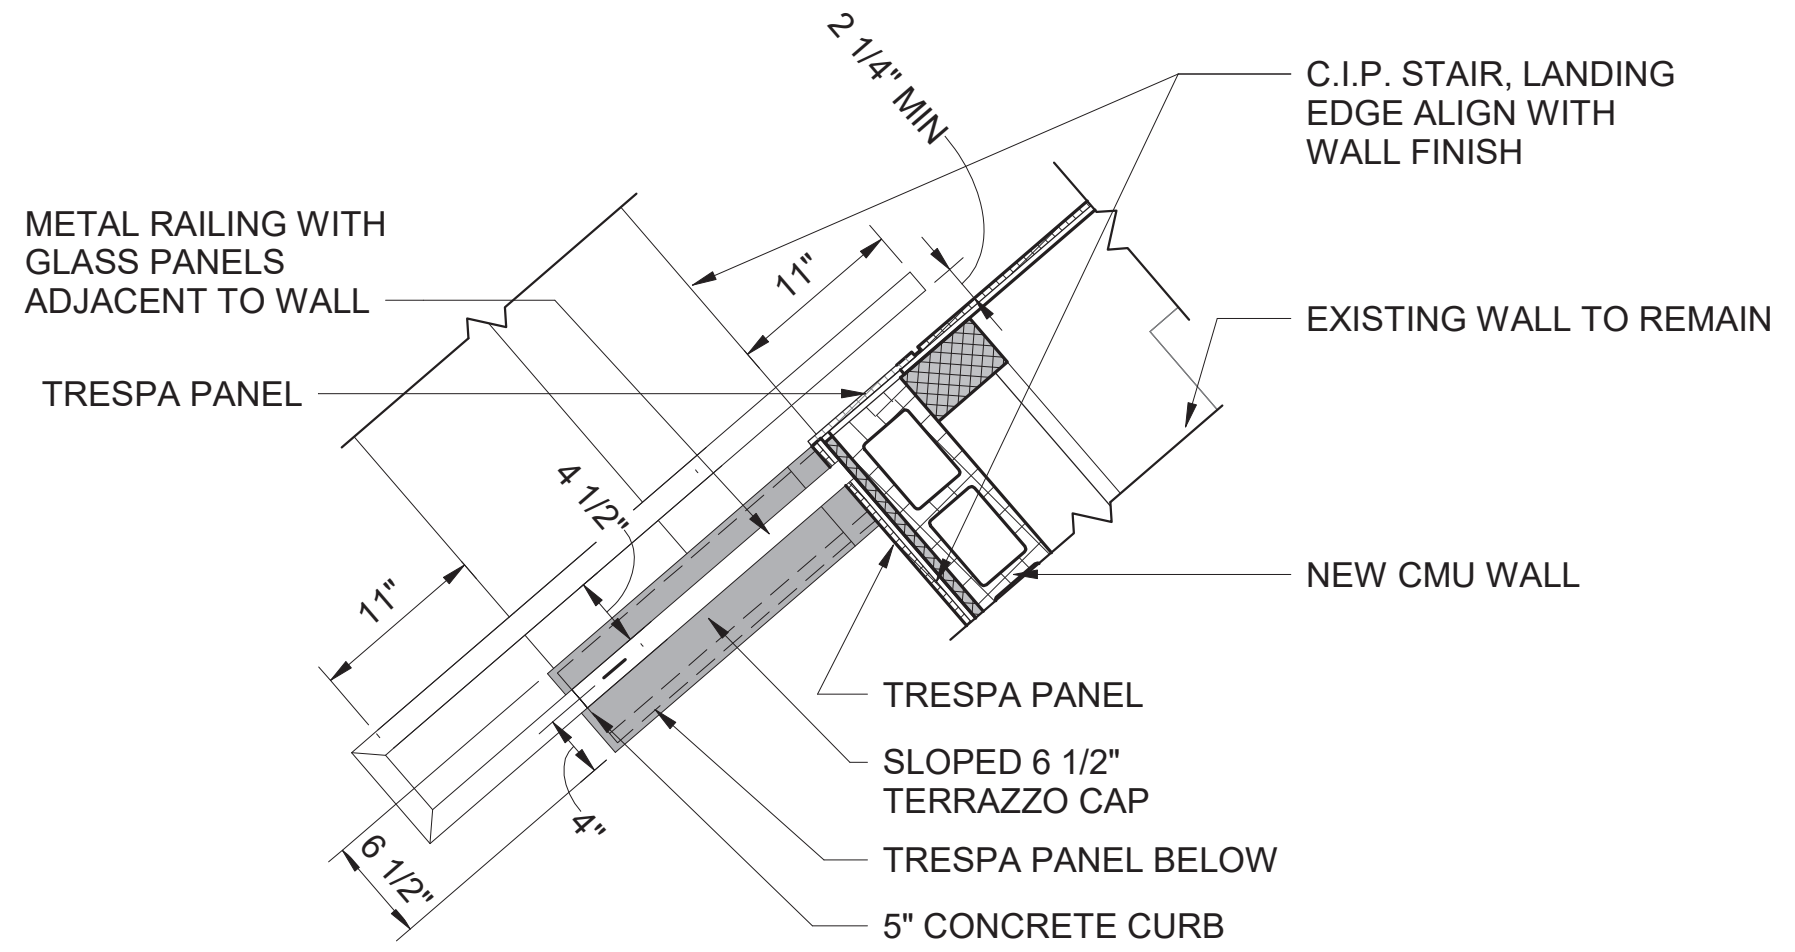 2 1/4" MIN
C.I.P. STAIR, LANDING
EDGE ALIGN WITH
WALL FINISH
METAL RAILING WITH
GLASS PANELS
ADJACENT TO WALL
11"
EXISTING WALL TO REMAIN
TRESPA PANEL
4 1/2"
11"
NEW CMU WALL
TRESPA PANEL
SLOPED 6 1/2"
TERRAZZO CAP
4"
6 1/2"
TRESPA PANEL BELOW
5" CONCRETE CURB